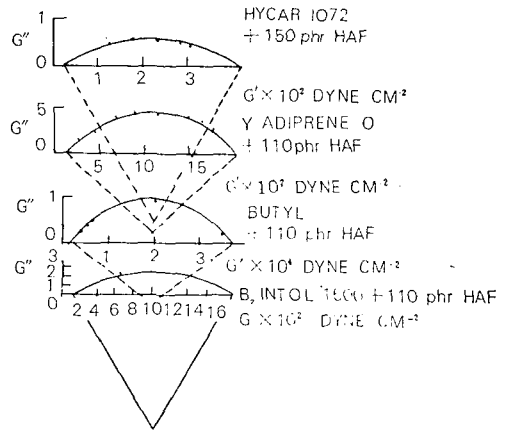 1
HYCAR 1072
+ 150 phr HAF
G″
0
1 2 3
G′ × 10² DYNE CM⁻²
5
Y ADIPRENE O
+ 110 phr HAF
G″
0
5 10 15
G′ × 10² DYNE CM⁻²
BUTYL
+ 110 phr HAF
1
G″
0
1 2 3
G′ × 10⁴ DYNE CM⁻²
3
2
1
0
G″
B, INTOL 1500 + 110 phr HAF
2 4 6 8 10 12 14 16
G × 10² DYNE CM⁻²